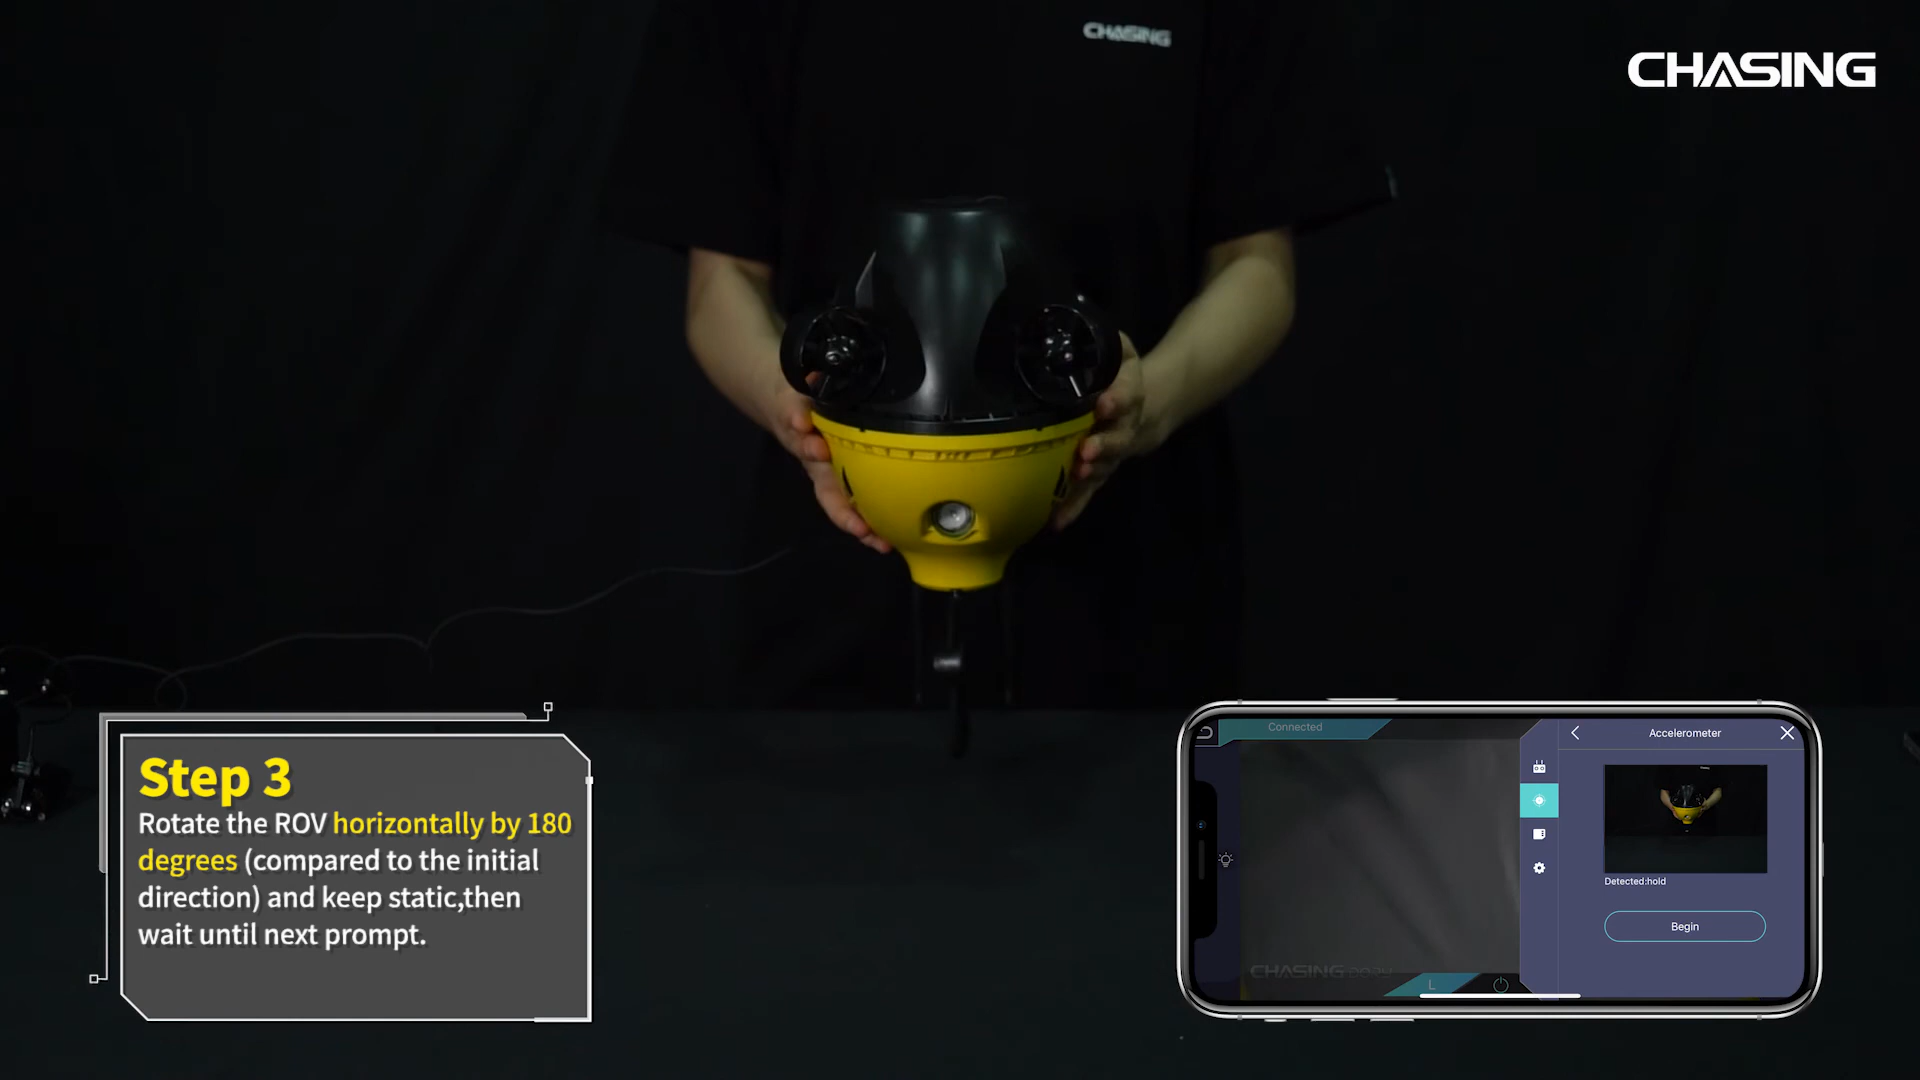 CHASING
CHASING
Step 3
Rotate the ROV horizontally by 180
degrees (compared to the initial
direction) and keep static,then
wait until next prompt.
Connected
Accelerometer
Detected:hold
Begin
CHASING DORY
L